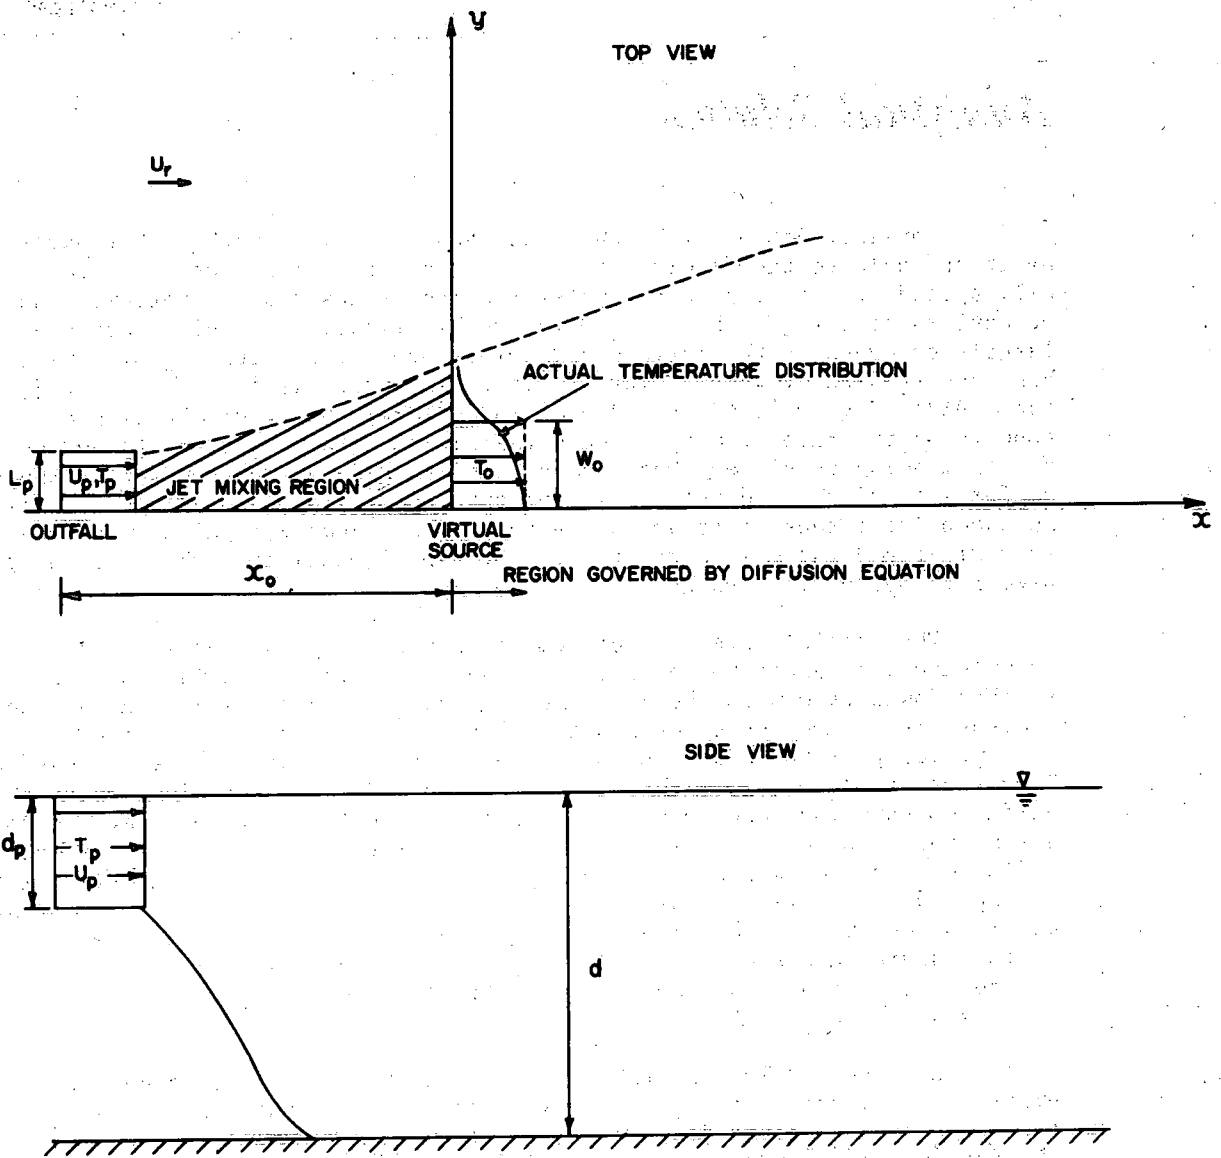 y
TOP VIEW
Ur
ACTUAL TEMPERATURE DISTRIBUTION
Lp
Up,Tp
JET MIXING REGION
To
Wo
x
OUTFALL
VIRTUAL
SOURCE
xo
REGION GOVERNED BY DIFFUSION EQUATION
SIDE VIEW
dp
Tp
Up
d